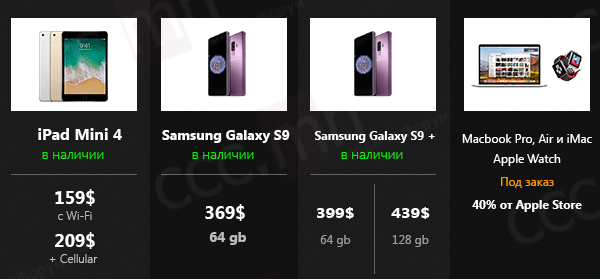 iPad Mini 4
в наличии
159$
с Wi-Fi
209$
+ Cellular
Samsung Galaxy S9
в наличии
369$
64 gb
Samsung Galaxy S9 +
в наличии
399$
64 gb
439$
128 gb
Macbook Pro, Air и iMac
Apple Watch
Под заказ
40% от Apple Store